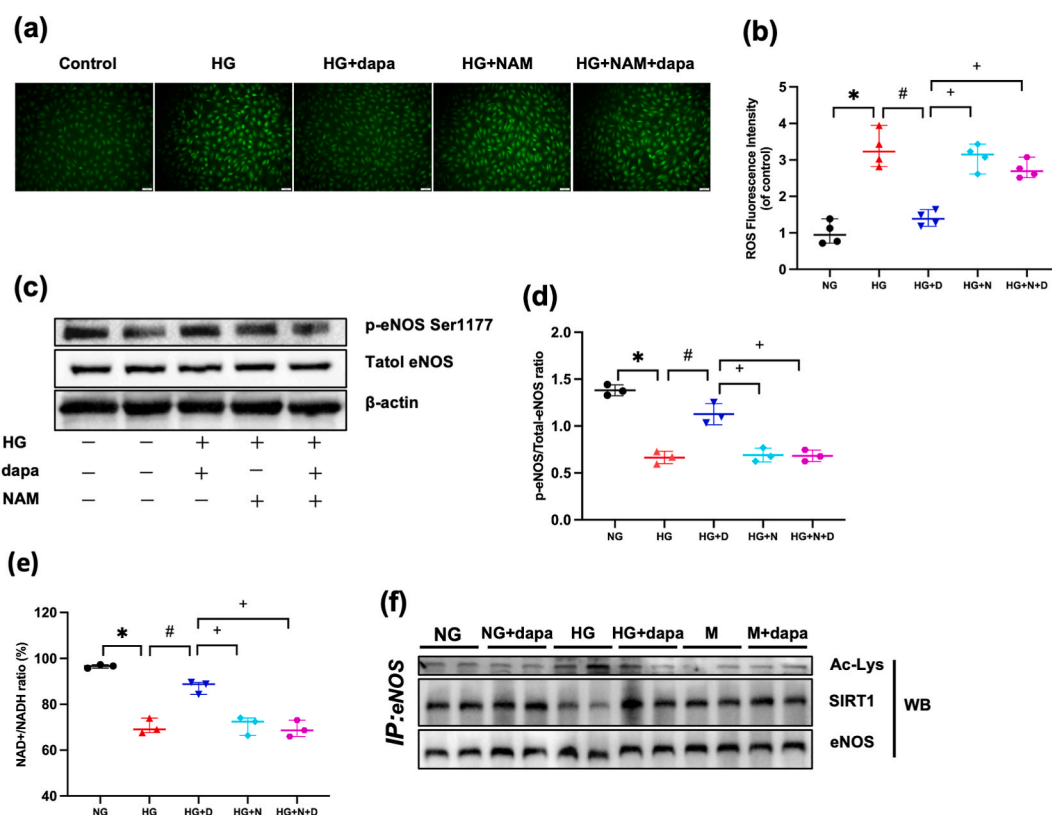 (a)
Control HG HG+dapa HG+NAM HG+NAM+dapa
(b)
ROS Fluorescence Intensity
(of control)
5
4
3
2
1
0
* # + +
NG HG HG+D HG+N HG+N+D
(c)
p-eNOS Ser1177
Tatol eNOS
β-actin
HG − − + + +
dapa − − + − +
NAM − − − + +
(d)
p-eNOS/Total-eNOS ratio
2.0
1.5
1.0
0.5
0.0
* # + +
NG HG HG+D HG+N HG+N+D
(e)
NAD+/NADH ratio (%)
120
100
80
60
40
* # + +
NG HG HG+D HG+N HG+N+D
(f)
NG NG+dapa HG HG+dapa M M+dapa
IP:eNOS
Ac-Lys
SIRT1
eNOS
WB